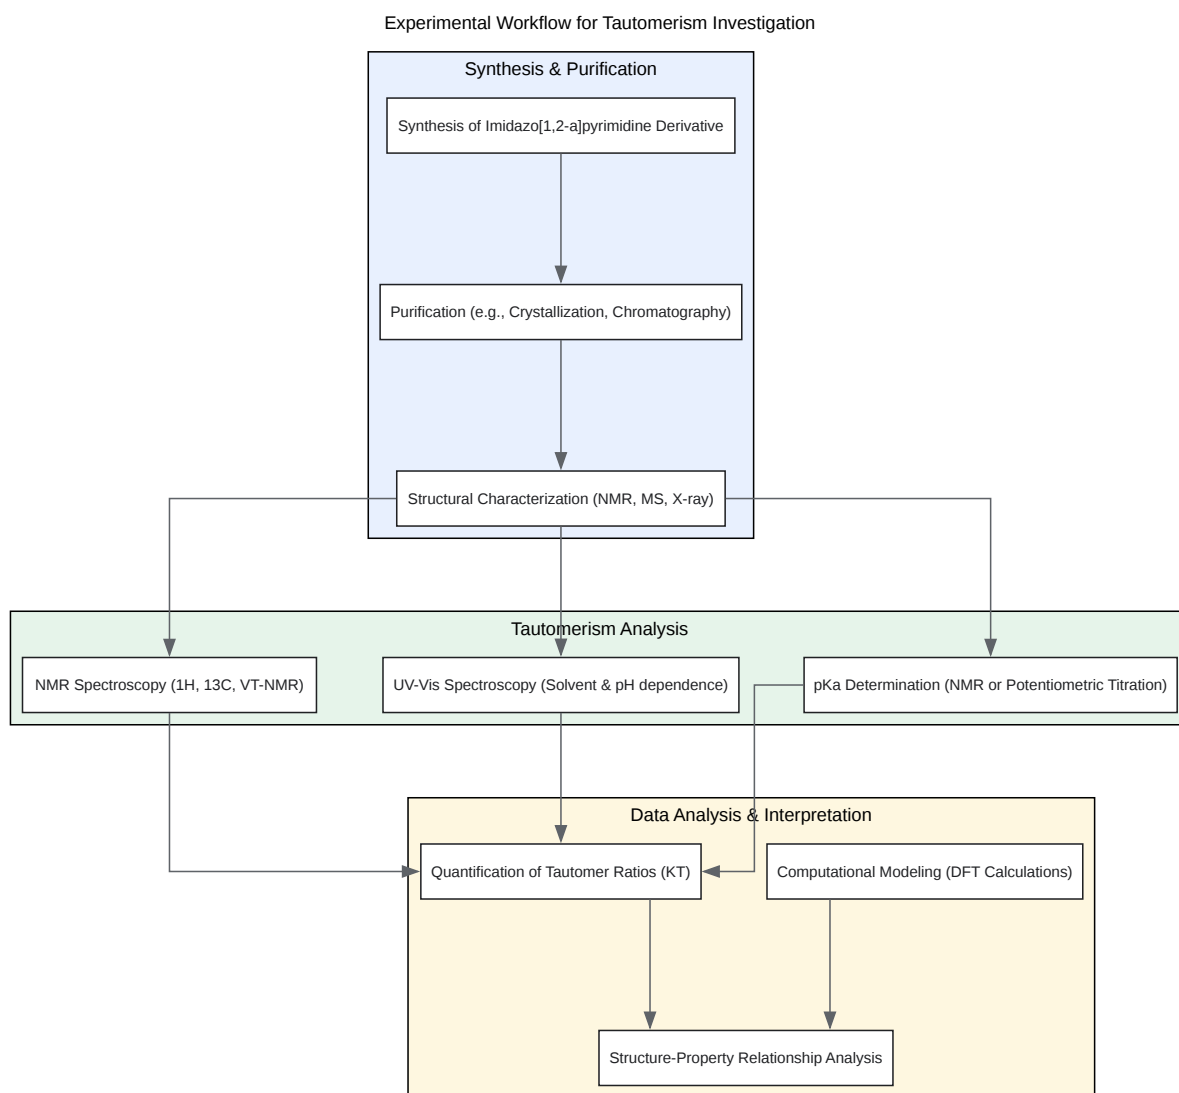 Experimental Workflow for Tautomerism Investigation
Synthesis & Purification
Synthesis of Imidazo[1,2-a]pyrimidine Derivative
Purification (e.g., Crystallization, Chromatography)
Structural Characterization (NMR, MS, X-ray)
Tautomerism Analysis
NMR Spectroscopy (1H, 13C, VT-NMR)
UV-Vis Spectroscopy (Solvent & pH dependence)
pKa Determination (NMR or Potentiometric Titration)
Data Analysis & Interpretation
Quantification of Tautomer Ratios (KT)
Computational Modeling (DFT Calculations)
Structure-Property Relationship Analysis